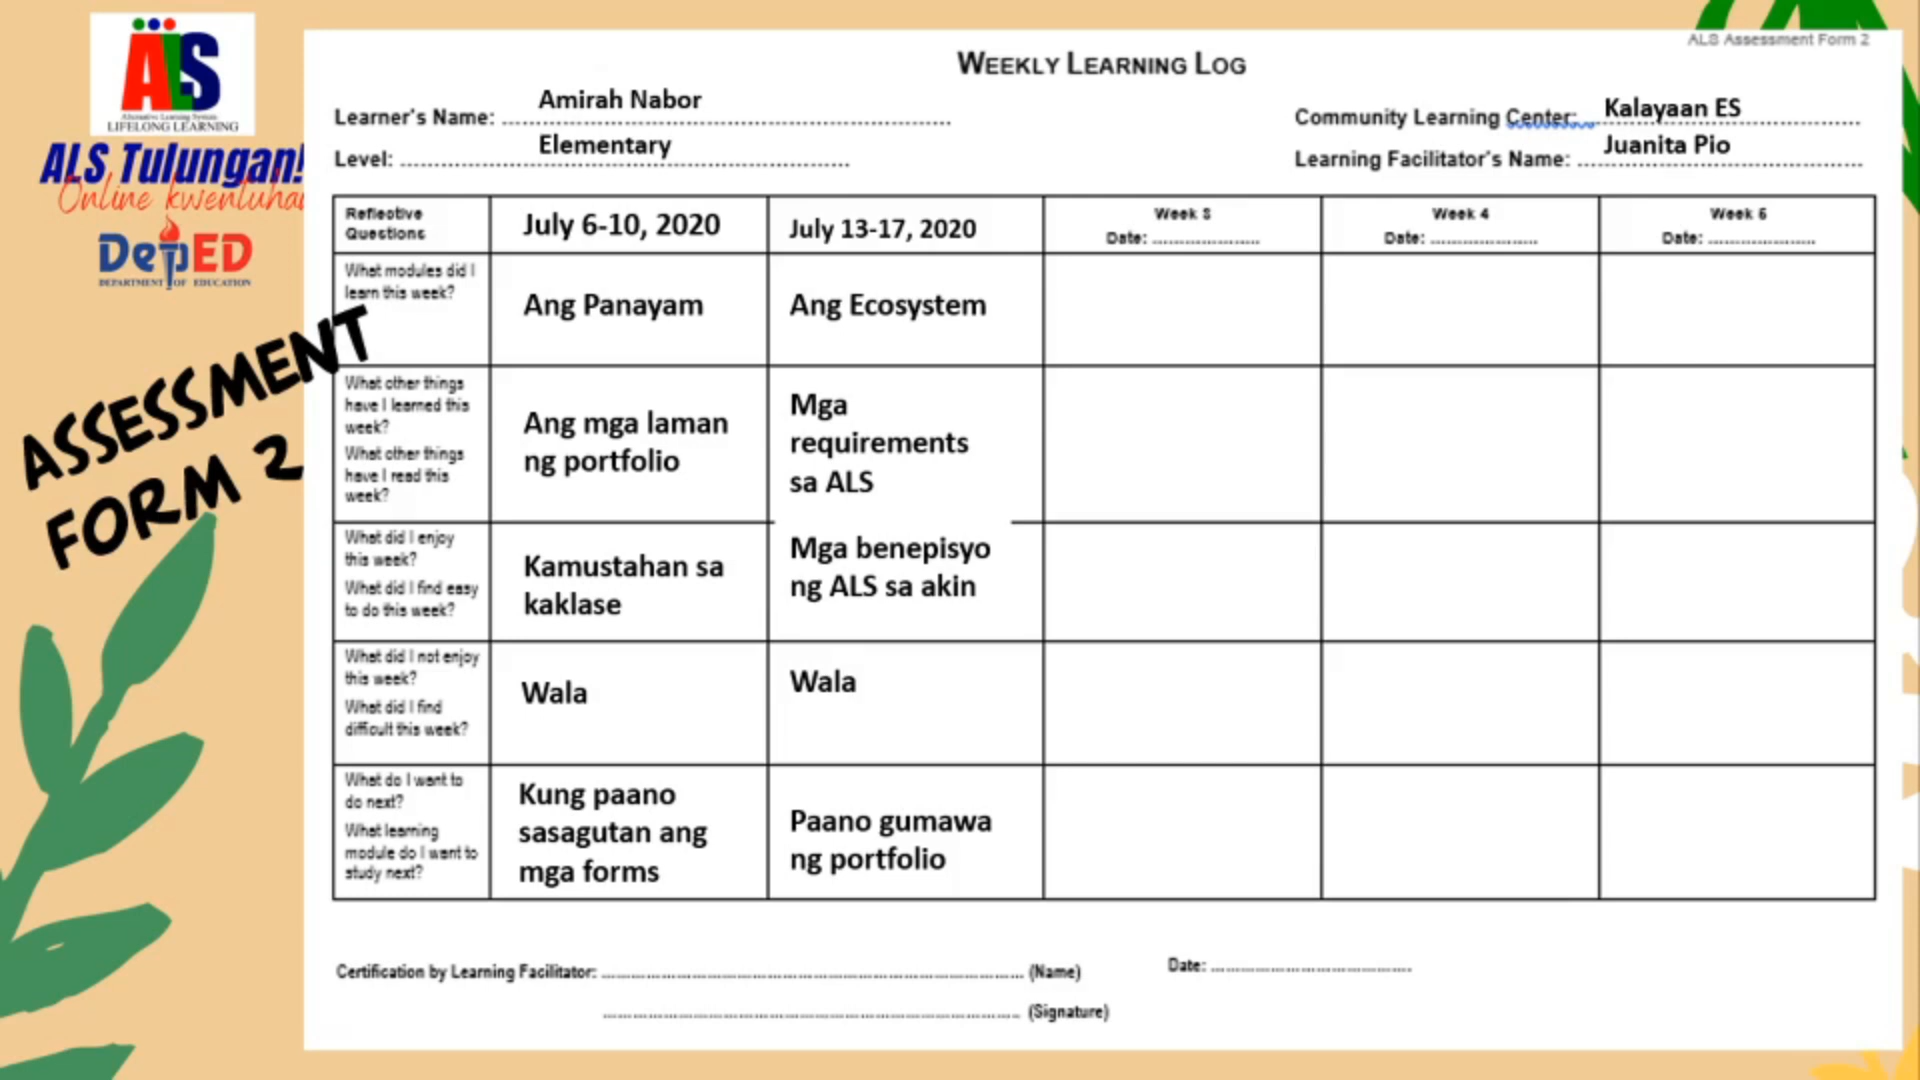 ALS
Alternative Learning System
LIFELONG LEARNING
ALS Tulungan!
Online kwentuhan
DepED
DEPARTMENT OF EDUCATION
ASSESSMENT
FORM 2
ALS Assessment Form 2
WEEKLY LEARNING LOG
Learner's Name: Amirah Nabor
Community Learning Center: Kalayaan ES
Level: Elementary
Learning Facilitator's Name: Juanita Pio
Reflective
Questions
July 6-10, 2020
July 13-17, 2020
Week 3
Date:
Week 4
Date:
Week 5
Date:
What modules did I
learn this week?
Ang Panayam
Ang Ecosystem
What other things
have I learned this
week?
What other things
have I read this
week?
Ang mga laman
ng portfolio
Mga
requirements
sa ALS
What did I enjoy
this week?
What did I find easy
to do this week?
Kamustahan sa
kaklase
Mga benepisyo
ng ALS sa akin
What did I not enjoy
this week?
What did I find
difficult this week?
Wala
Wala
What do I want to
do next?
What learning
module do I want to
study next?
Kung paano
sasagutan ang
mga forms
Paano gumawa
ng portfolio
Certification by Learning Facilitator: (Name)
Date:
(Signature)